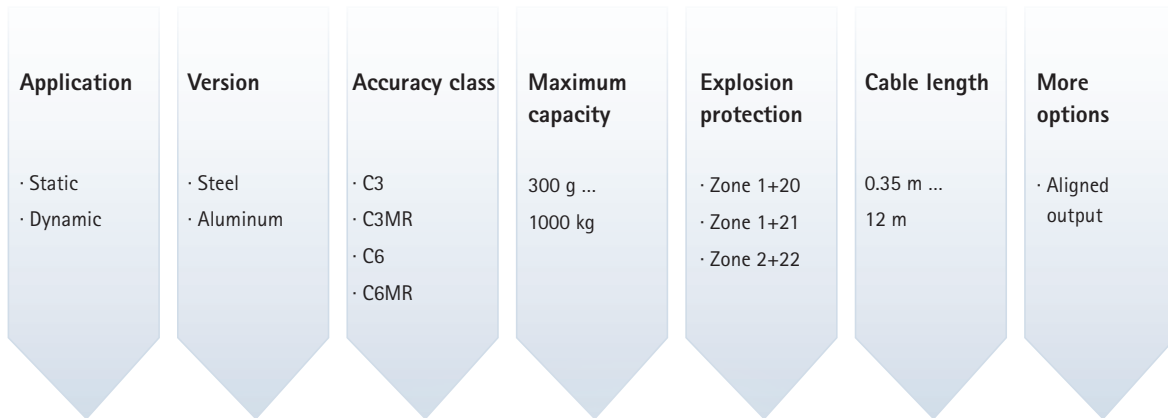 Application
· Static
· Dynamic
Version
· Steel
· Aluminum
Accuracy class
· C3
· C3MR
· C6
· C6MR
Maximum
capacity
300 g ...
1000 kg
Explosion
protection
· Zone 1+20
· Zone 1+21
· Zone 2+22
Cable length
0.35 m ...
12 m
More
options
· Aligned
output